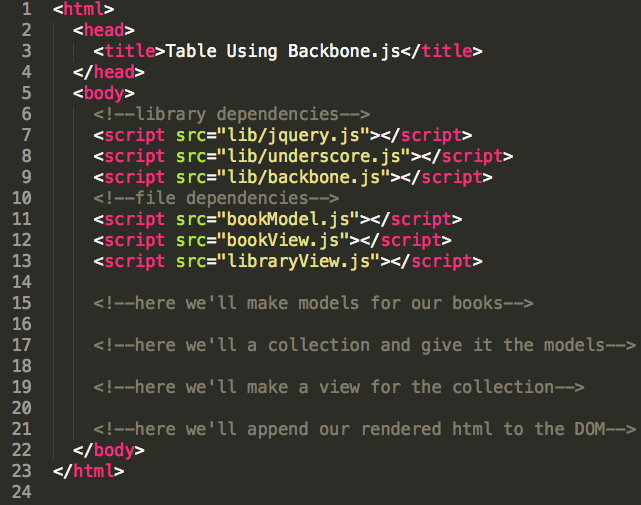 1 <html>
2 <head>
3 <title>Table Using Backbone.js</title>
4 </head>
5 <body>
6 <!--library dependencies-->
7 <script src="lib/jquery.js"></script>
8 <script src="lib/underscore.js"></script>
9 <script src="lib/backbone.js"></script>
10 <!--file dependencies-->
11 <script src="bookModel.js"></script>
12 <script src="bookView.js"></script>
13 <script src="libraryView.js"></script>
14
15 <!--here we'll make models for our books-->
16
17 <!--here we'll a collection and give it the models-->
18
19 <!--here we'll make a view for the collection-->
20
21 <!--here we'll append our rendered html to the DOM-->
22 </body>
23 </html>
24